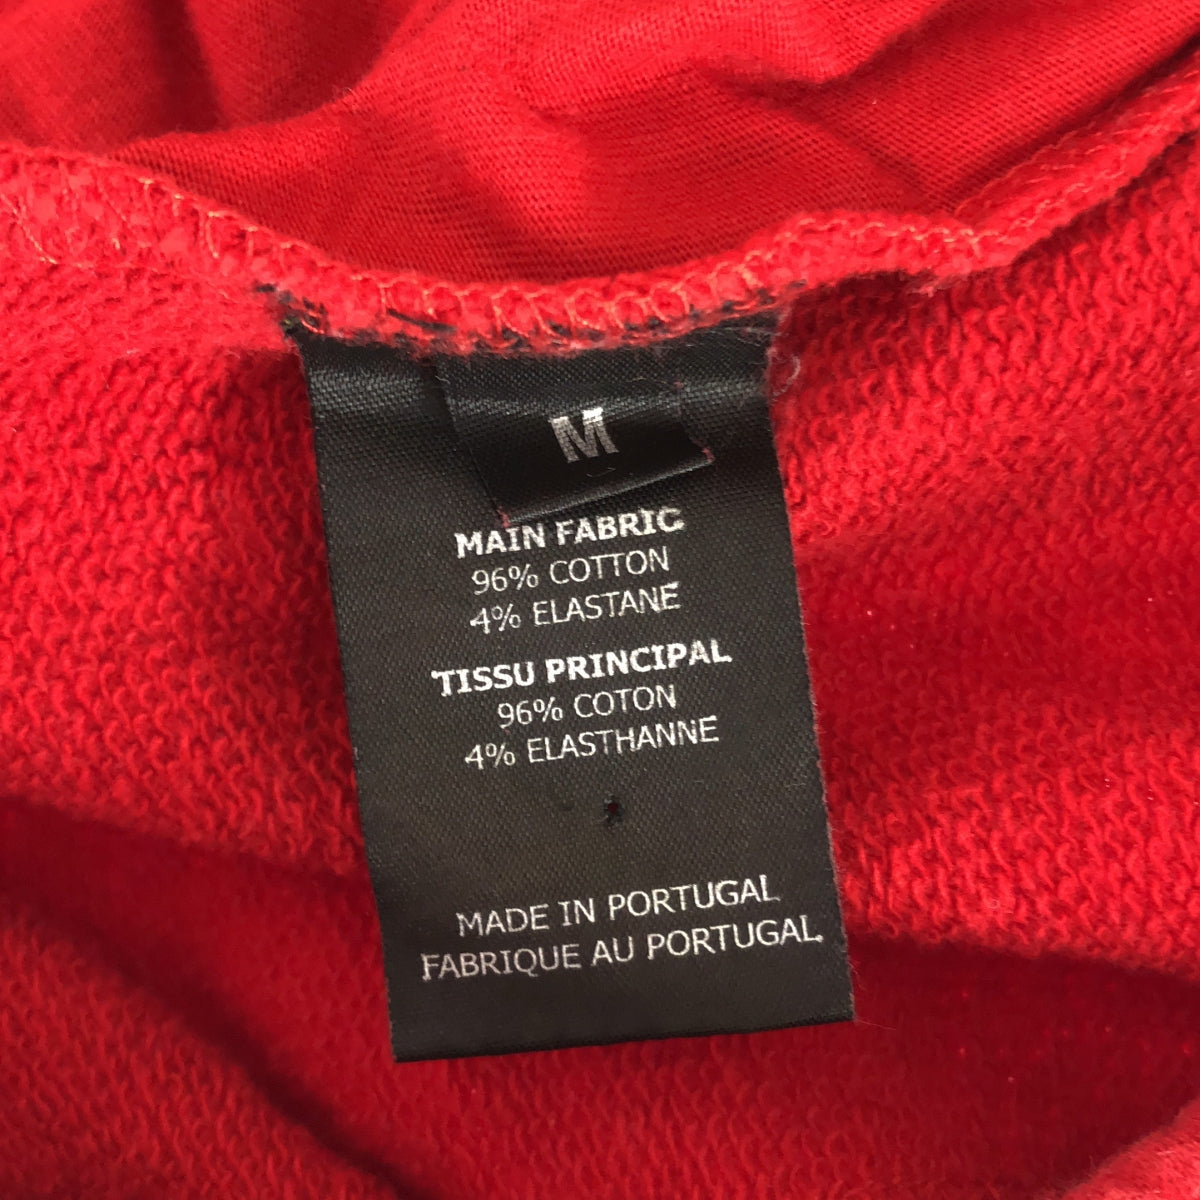 M
MAIN FABRIC
96% COTTON
4% ELASTANE
TISSU PRINCIPAL
96% COTON
4% ELASTHANNE
MADE IN PORTUGAL
FABRIQUE AU PORTUGAL